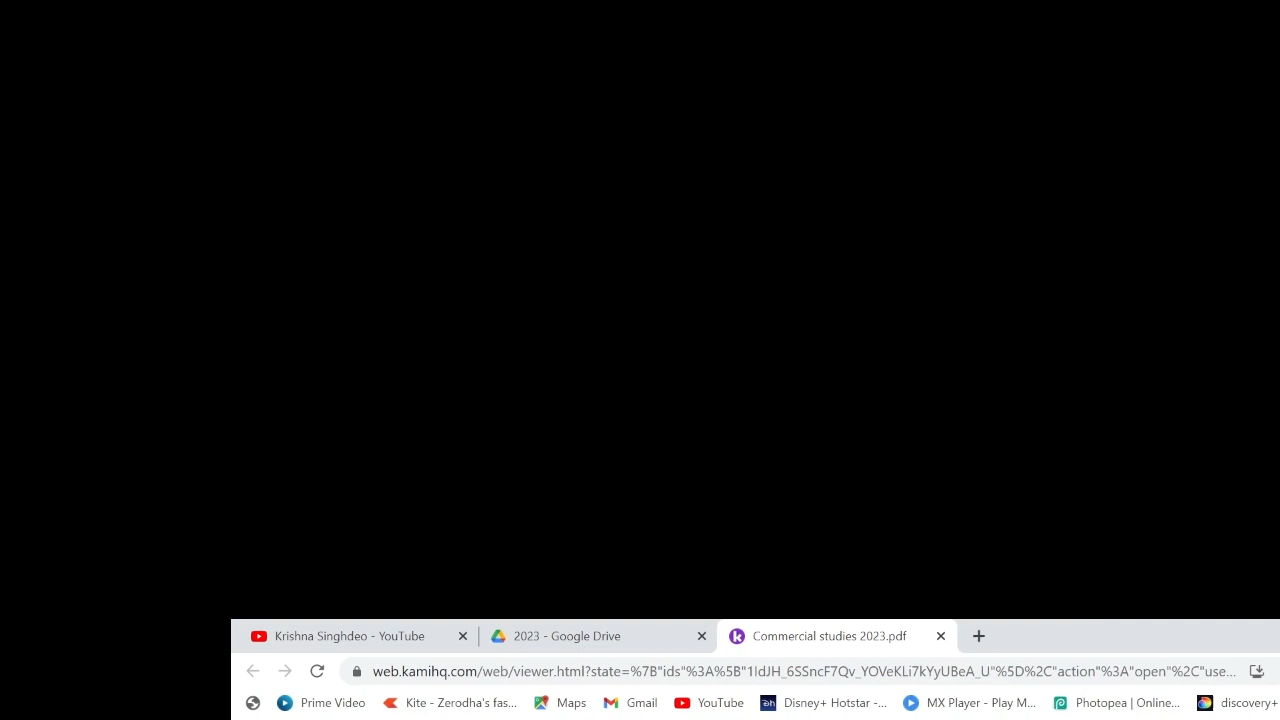 Krishna Singhdeo - YouTube 2023 - Google Drive Commercial studies 2023.pdf
web.kamihq.com/web/viewer.html?state=%7B"ids"%3A%5B"1IdJH_6SSncF7Qv_YOVeKLi7kYyUBeA_U"%5D%2C"action"%3A"open"%2C"use...
Prime Video Kite - Zerodha's fas... Maps Gmail YouTube Disney+ Hotstar -... MX Player - Play M... Photopea | Online... discovery+